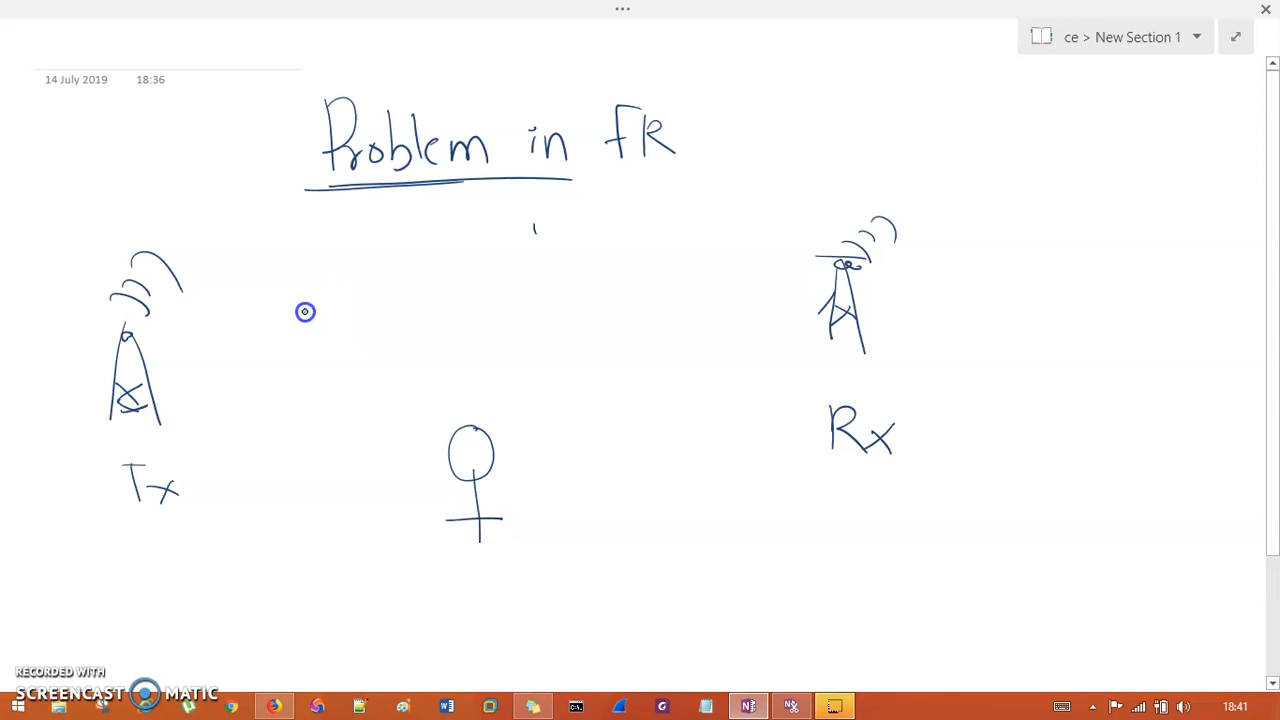 ce > New Section 1
14 July 2019 18:36
Problem in fR
Tx
Rx
RECORDED WITH
SCREENCAST MATIC
18:41